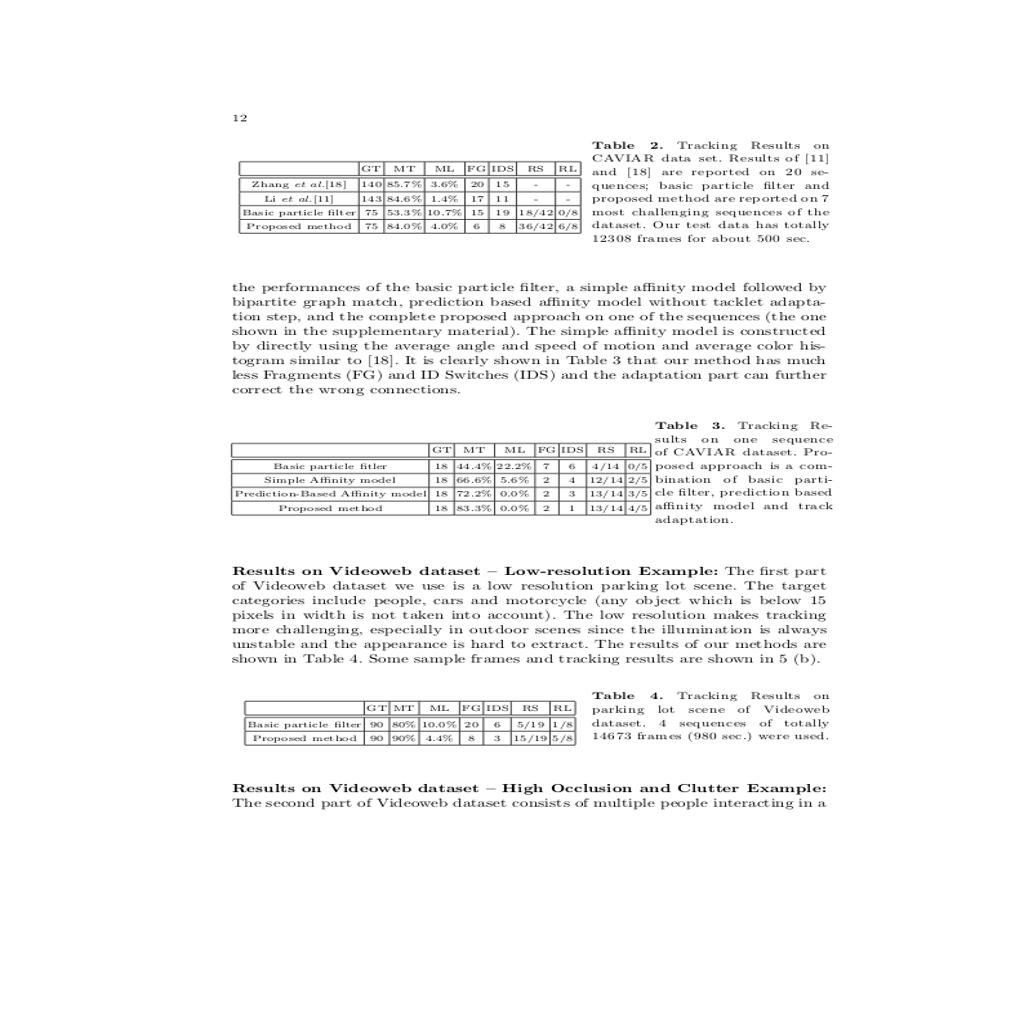 12
Table 2. Tracking Results on
CAVIAR data set. Results of [11]
and [18] are reported on 20 se-
quences; basic particle filter and
proposed method are reported on 7
most challenging sequences of the
dataset. Our test data has totally
12308 frames for about 500 sec.
GT MT ML FG IDS RS RL
Zhang et al.[18] 140 85.7% 3.6% 20 15 - -
Li et al.[11] 143 84.6% 1.4% 17 11 - -
Basic particle filter 75 53.3% 10.7% 15 19 18/42 0/8
Proposed method 75 84.0% 4.0% 6 8 36/42 6/8
the performances of the basic particle filter, a simple affinity model followed by
bipartite graph match, prediction based affinity model without tacklet adapta-
tion step, and the complete proposed approach on one of the sequences (the one
shown in the supplementary material). The simple affinity model is constructed
by directly using the average angle and speed of motion and average color his-
togram similar to [18]. It is clearly shown in Table 3 that our method has much
less Fragments (FG) and ID Switches (IDS) and the adaptation part can further
correct the wrong connections.
Table 3. Tracking Re-
sults on one sequence
of CAVIAR dataset. Pro-
posed approach is a com-
bination of basic parti-
cle filter, prediction based
affinity model and track
adaptation.
GT MT ML FG IDS RS RL
Basic particle fitler 18 44.4% 22.2% 7 6 4/14 0/5
Simple Affinity model 18 66.6% 5.6% 2 4 12/14 2/5
Prediction-Based Affinity model 18 72.2% 0.0% 2 3 13/14 3/5
Proposed method 18 83.3% 0.0% 2 1 13/14 4/5
Results on Videoweb dataset – Low-resolution Example: The first part
of Videoweb dataset we use is a low resolution parking lot scene. The target
categories include people, cars and motorcycle (any object which is below 15
pixels in width is not taken into account). The low resolution makes tracking
more challenging, especially in outdoor scenes since the illumination is always
unstable and the appearance is hard to extract. The results of our methods are
shown in Table 4. Some sample frames and tracking results are shown in 5 (b).
Table 4. Tracking Results on
parking lot scene of Videoweb
dataset. 4 sequences of totally
14673 frames (980 sec.) were used.
GT MT ML FG IDS RS RL
Basic particle filter 90 80% 10.0% 20 6 5/19 1/8
Proposed method 90 90% 4.4% 8 3 15/19 5/8
Results on Videoweb dataset – High Occlusion and Clutter Example:
The second part of Videoweb dataset consists of multiple people interacting in a